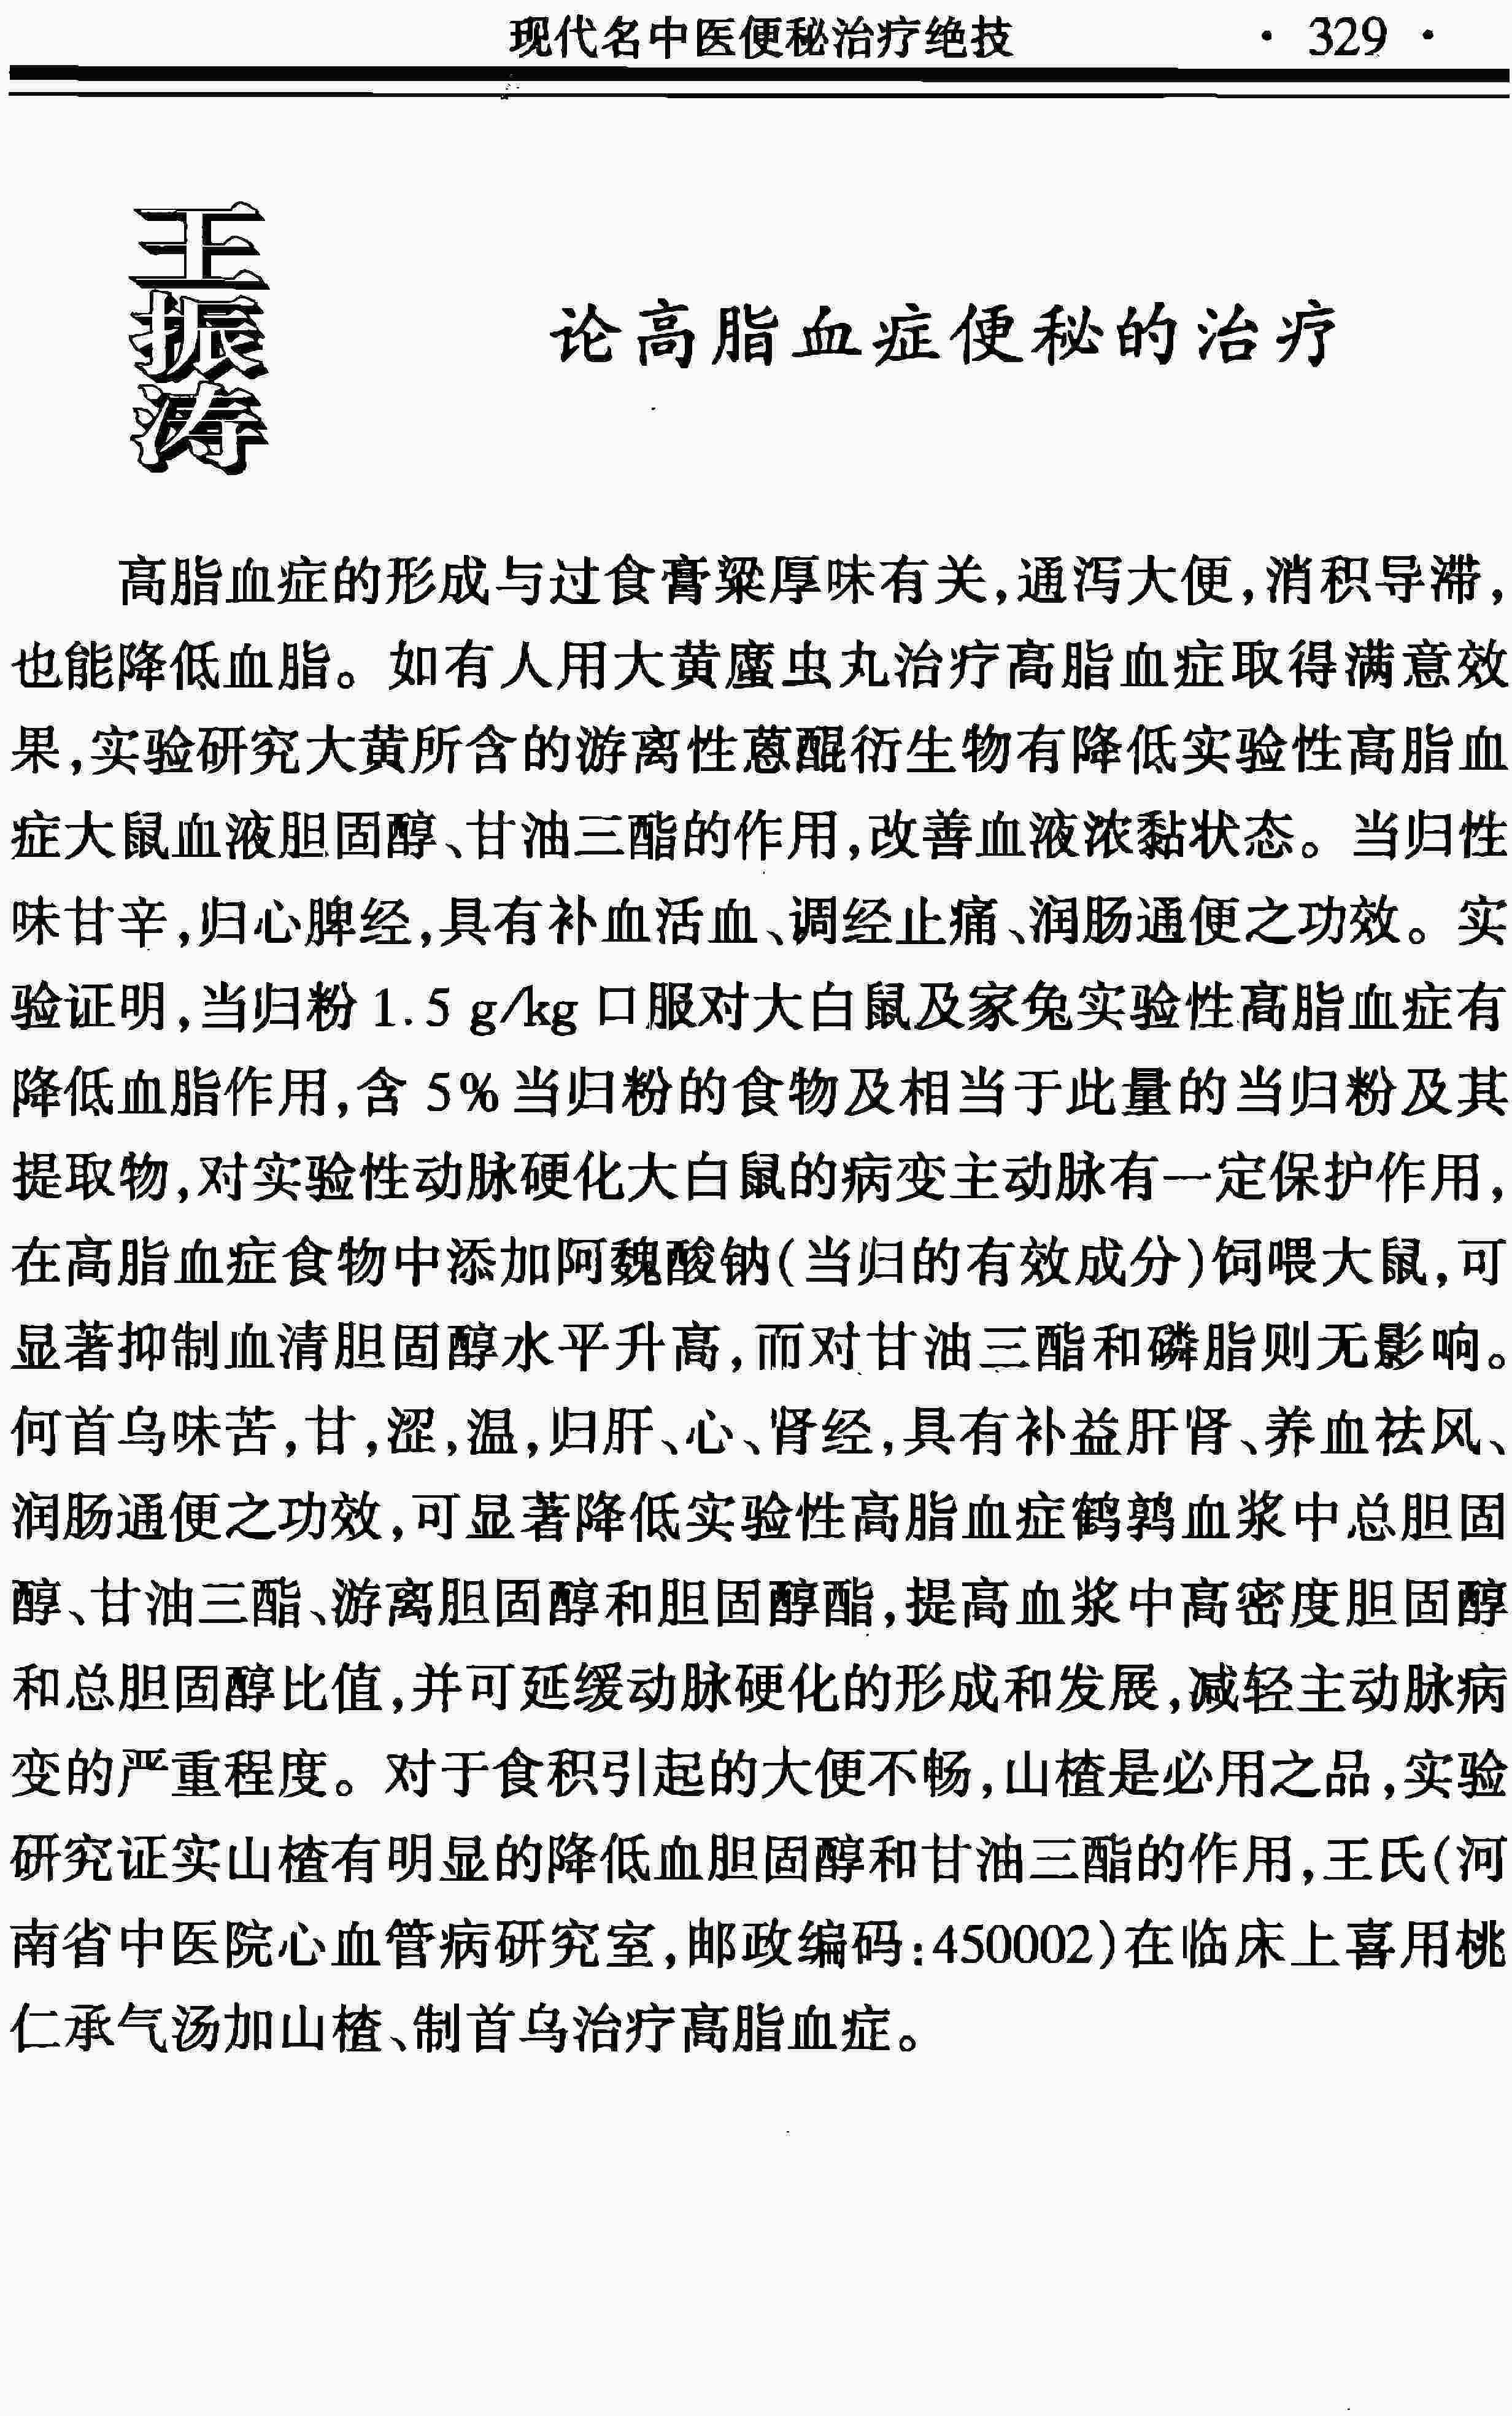 现代名中医便秘治疗绝技 · 329 ·
王振涛
论高脂血症便秘的治疗
高脂血症的形成与过食膏粱厚味有关,通泻大便,消积导滞,
也能降低血脂。如有人用大黄䗪虫丸治疗高脂血症取得满意效
果,实验研究大黄所含的游离性蒽醌衍生物有降低实验性高脂血
症大鼠血液胆固醇、甘油三酯的作用,改善血液浓黏状态。当归性
味甘辛,归心脾经,具有补血活血、调经止痛、润肠通便之功效。实
验证明,当归粉 1.5 g/kg 口服对大白鼠及家兔实验性高脂血症有
降低血脂作用,含 5% 当归粉的食物及相当于此量的当归粉及其
提取物,对实验性动脉硬化大白鼠的病变主动脉有一定保护作用,
在高脂血症食物中添加阿魏酸钠(当归的有效成分)饲喂大鼠,可
显著抑制血清胆固醇水平升高,而对甘油三酯和磷脂则无影响。
何首乌味苦,甘,涩,温,归肝、心、肾经,具有补益肝肾、养血祛风、
润肠通便之功效,可显著降低实验性高脂血症鹤鹑血浆中总胆固
醇、甘油三酯、游离胆固醇和胆固醇酯,提高血浆中高密度胆固醇
和总胆固醇比值,并可延缓动脉硬化的形成和发展,减轻主动脉病
变的严重程度。对于食积引起的大便不畅,山楂是必用之品,实验
研究证实山楂有明显的降低血胆固醇和甘油三酯的作用,王氏(河
南省中医院心血管病研究室,邮政编码:450002)在临床上喜用桃
仁承气汤加山楂、制首乌治疗高脂血症。